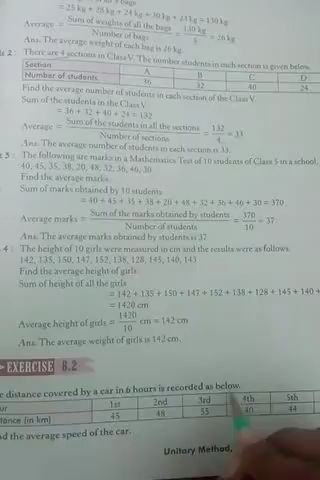 = 25 kg + 28 kg + 24 kg + 30 kg + 23 kg = 130 kg
Average = Sum of weights of all the bags / Number of bags = 130 kg / 5 = 26 kg
Ans. The average weight of each bag is 26 kg.
2 : There are 4 sections in Class V. The number students in each section is given below.
Section A B C D
Number of students 36 32 40 24
Find the average number of students in each section of the Class V
Sum of the students in the Class V
= 36 + 32 + 40 + 24 = 132
Average = Sum of the students in all the sections / Number of sections = 132 / 4 = 33
Ans. The average number of students in each section is 33.
3 : The following are marks in a Mathematics Test of 10 students of Class 5 in a school.
40, 45, 35, 38, 20, 48, 32, 36, 46, 30
Find the average marks.
Sum of marks obtained by 10 students
= 40 + 45 + 35 + 38 + 20 + 48 + 32 + 36 + 46 + 30 = 370
Average marks = Sum of the marks obtained by students / Number of students = 370 / 10 = 37
Ans. The average marks obtained by students is 37
4 : The height of 10 girls were measured in cm and the results were as follows.
142, 135, 150, 147, 152, 138, 128, 145, 140, 143
Find the average height of girls.
Sum of height of all the girls
= 142 + 135 + 150 + 147 + 152 + 138 + 128 + 145 + 140 +
= 1420 cm
Average height of girls = 1420 / 10 cm = 142 cm
Ans. The average weight of girls is 142 cm.
EXERCISE 8.2
distance covered by a car in 6 hours is recorded as below.
1st 2nd 3rd 4th 5th
(in km) 45 48 55 40 44
the average speed of the car.
Unitary Method,